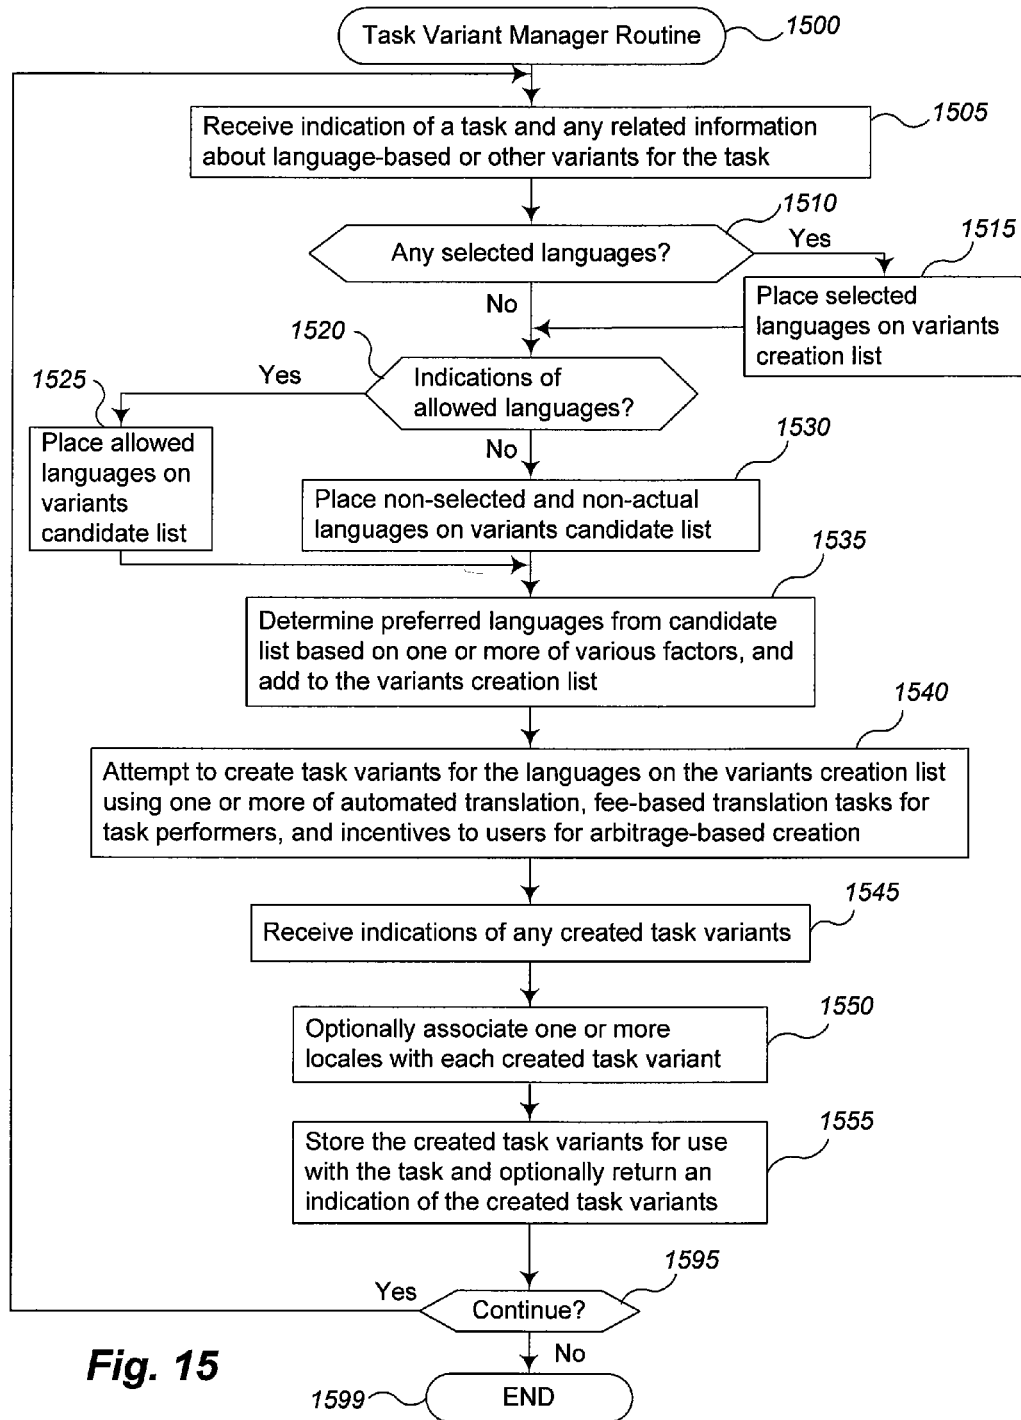 Task Variant Manager Routine
1500
Receive indication of a task and any related information
about language-based or other variants for the task
1505
Any selected languages?
1510
Yes
No
Place selected
languages on variants
creation list
1515
Indications of
allowed languages?
1520
Yes
No
Place allowed
languages on
variants
candidate list
1525
Place non-selected and non-actual
languages on variants candidate list
1530
Determine preferred languages from candidate
list based on one or more of various factors, and
add to the variants creation list
1535
Attempt to create task variants for the languages on the variants creation list
using one or more of automated translation, fee-based translation tasks for
task performers, and incentives to users for arbitrage-based creation
1540
Receive indications of any created task variants
1545
Optionally associate one or more
locales with each created task variant
1550
Store the created task variants for use
with the task and optionally return an
indication of the created task variants
1555
Continue?
1595
Yes
No
END
1599
Fig. 15